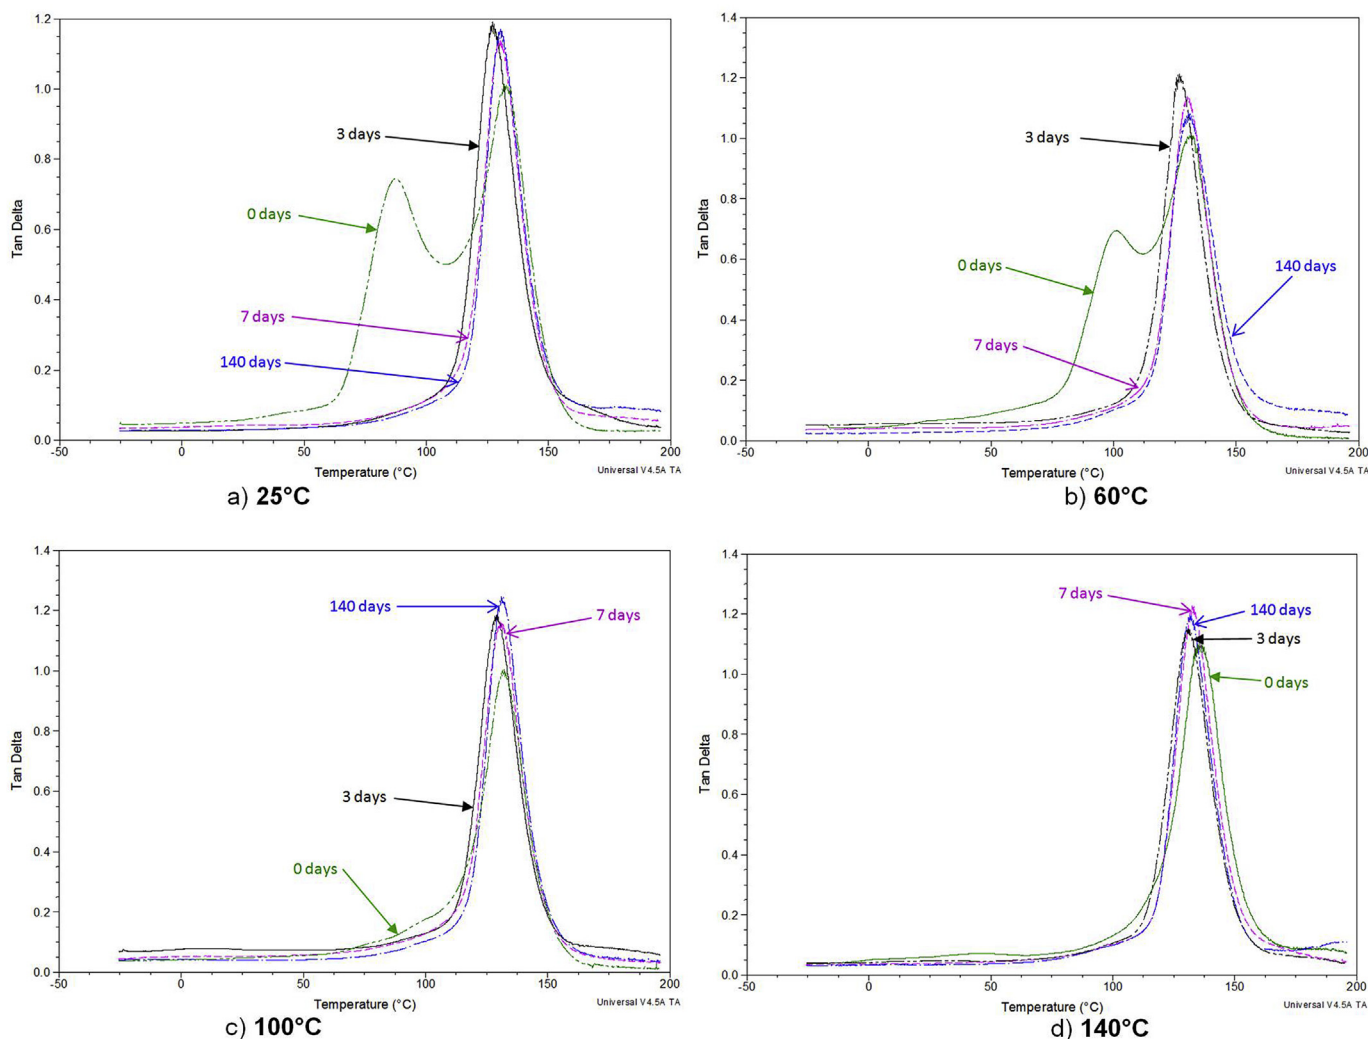 1.2
1.0
0.8
0.6
0.4
0.2
0.0
Tan Delta
3 days
0 days
7 days
140 days
-50 0 50 100 150 200
Temperature (°C)
Universal V4.5A TA
a) 25°C
1.4
1.2
1.0
0.8
0.6
0.4
0.2
0.0
Tan Delta
3 days
0 days
140 days
7 days
-50 0 50 100 150 200
Temperature (°C)
Universal V4.5A TA
b) 60°C
1.4
1.2
1.0
0.8
0.6
0.4
0.2
0.0
Tan Delta
140 days
7 days
3 days
0 days
-50 0 50 100 150 200
Temperature (°C)
Universal V4.5A TA
c) 100°C
1.4
1.2
1.0
0.8
0.6
0.4
0.2
0.0
Tan Delta
7 days
140 days
3 days
0 days
-50 0 50 100 150 200
Temperature (°C)
Universal V4.5A TA
d) 140°C